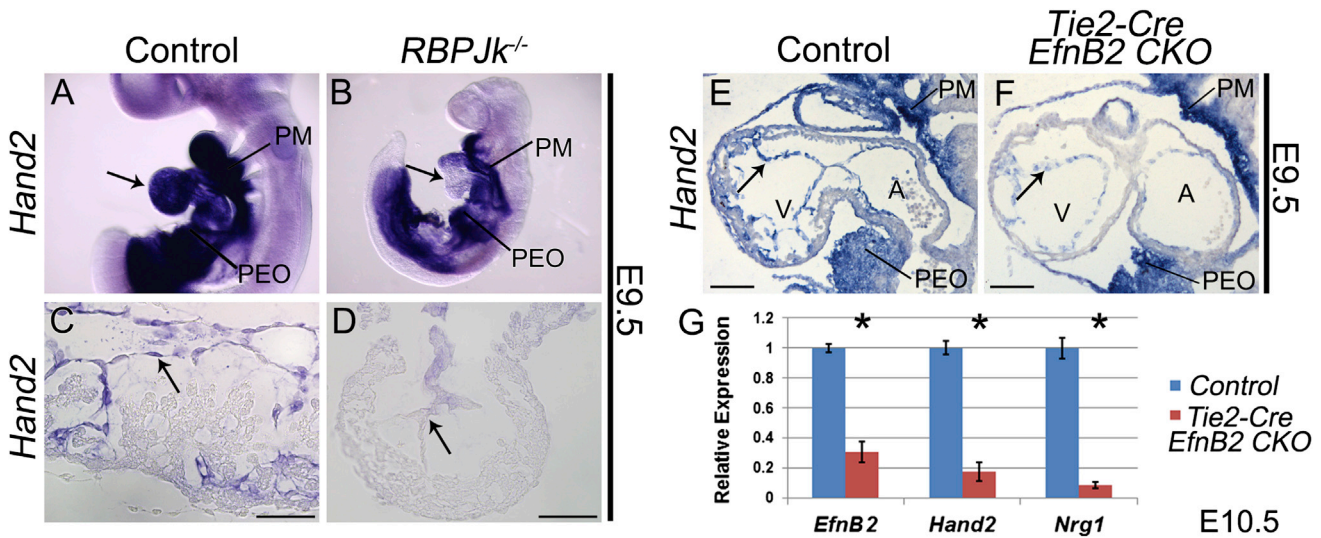 Control
RBPJk-/-
Hand2
A
PM
PEO
B
PM
PEO
Hand2
C
D
E9.5
Control
Tie2-Cre
EfnB2 CKO
Hand2
E
PM
A
V
PEO
F
PM
A
V
PEO
E9.5
G
Relative Expression
1.2
1
0.8
0.6
0.4
0.2
0
*
*
*
EfnB2
Hand2
Nrg1
Control
Tie2-Cre
EfnB2 CKO
E10.5